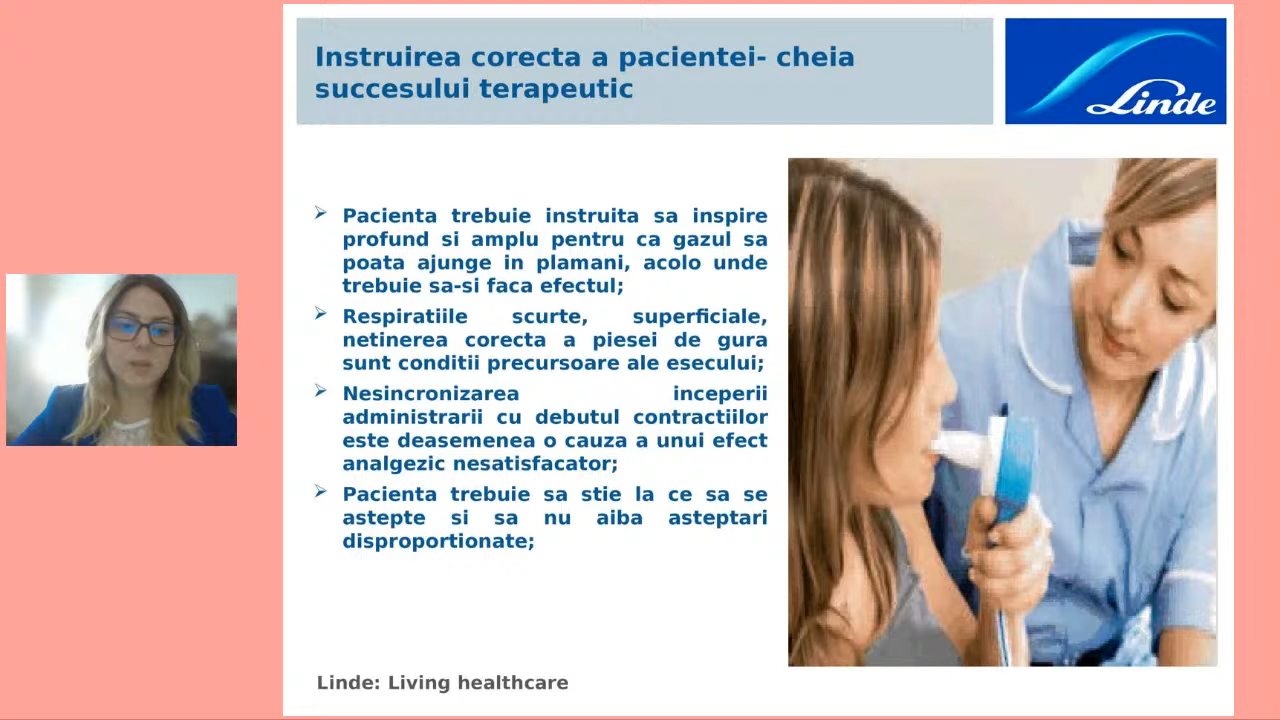 Instruirea corecta a pacientei- cheia
succesului terapeutic
Linde
Pacienta trebuie instruita sa inspire
profund si amplu pentru ca gazul sa
poata ajunge in plamani, acolo unde
trebuie sa-si faca efectul;
Respiratiile scurte, superficiale,
netinerea corecta a piesei de gura
sunt conditii precursoare ale esecului;
Nesincronizarea inceperii
administrarii cu debutul contractiilor
este deasemenea o cauza a unui efect
analgezic nesatisfacator;
Pacienta trebuie sa stie la ce sa se
astepte si sa nu aiba asteptari
disproportionate;
Linde: Living healthcare